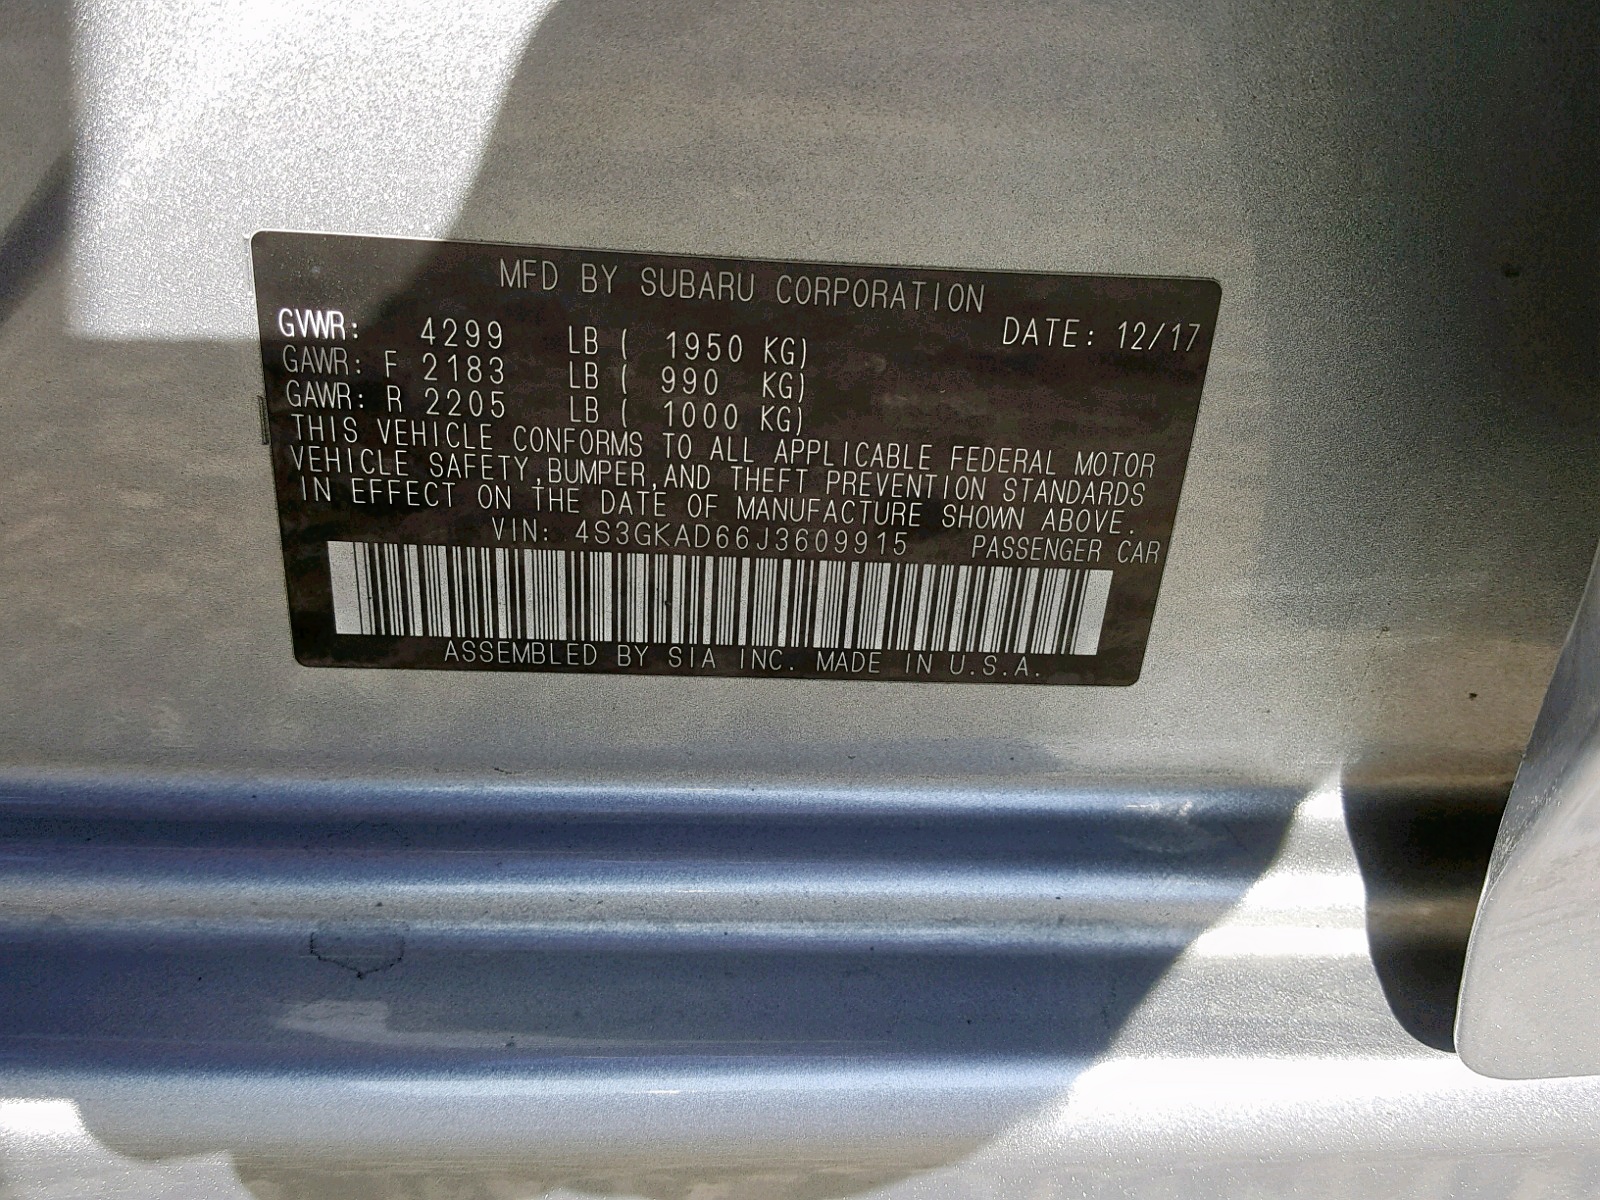 MFD BY SUBARU CORPORATION
GVWR: 4299 LB ( 1950 KG) DATE: 12/17
GAWR: F 2183 LB ( 990 KG)
GAWR: R 2205 LB ( 1000 KG)
THIS VEHICLE CONFORMS TO ALL APPLICABLE FEDERAL MOTOR
VEHICLE SAFETY,BUMPER,AND THEFT PREVENTION STANDARDS
IN EFFECT ON THE DATE OF MANUFACTURE SHOWN ABOVE.
VIN: 4S3GKAD66J3609915 PASSENGER CAR
ASSEMBLED BY SIA INC. MADE IN U.S.A.